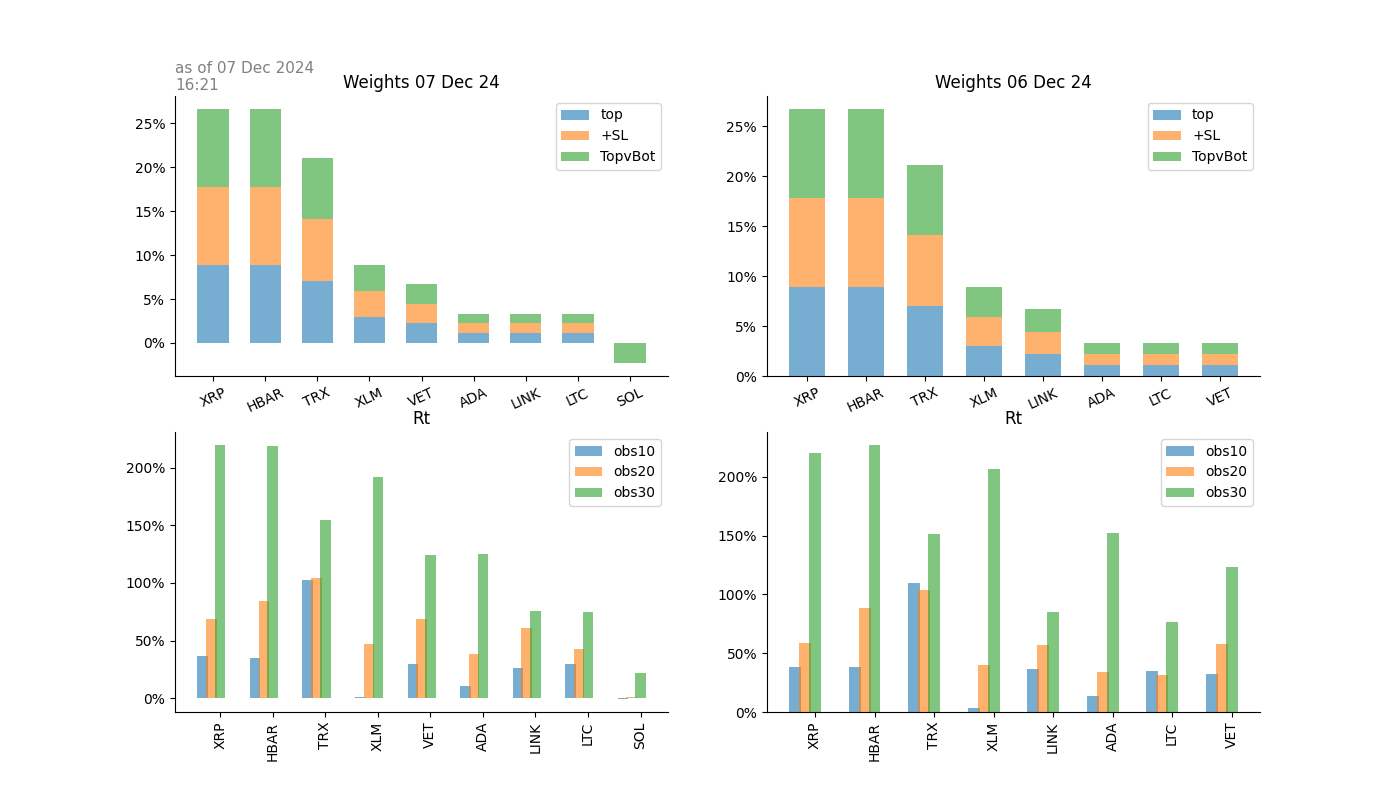 as of 07 Dec 2024
16:21
Weights 07 Dec 24
25%
20%
15%
10%
5%
0%
top
+SL
TopvBot
XRP HBAR TRX XLM VET ADA LINK LTC SOL
Weights 06 Dec 24
25%
20%
15%
10%
5%
0%
top
+SL
TopvBot
XRP HBAR TRX XLM LINK ADA LTC VET
Rt
200%
150%
100%
50%
0%
obs10
obs20
obs30
XRP HBAR TRX XLM VET ADA LINK LTC SOL
Rt
200%
150%
100%
50%
0%
obs10
obs20
obs30
XRP HBAR TRX XLM LINK ADA LTC VET